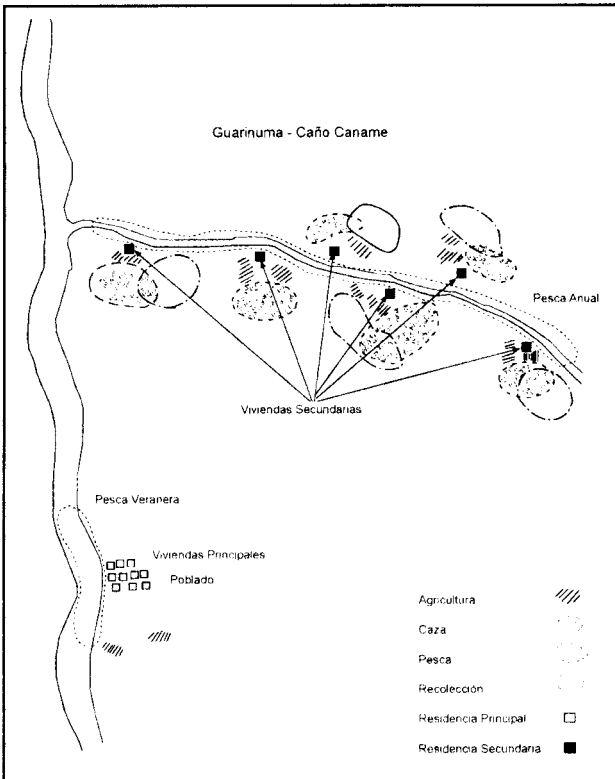 Guarinuma - Caño Caname
Pesca Anual
Viviendas Secundarias
Pesca Veranera
Viviendas Principales
Poblado
Agricultura
Caza
Pesca
Recolección
Residencia Principal
Residencia Secundaria